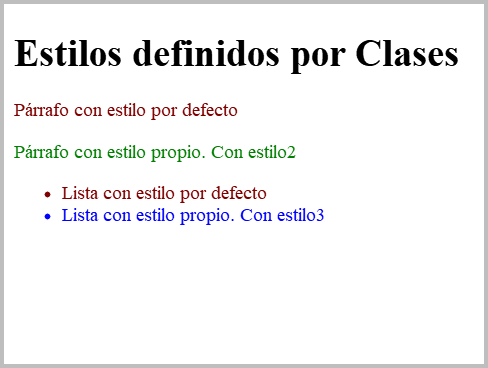 Estilos definidos por Clases
Párrafo con estilo por defecto
Párrafo con estilo propio. Con estilo2
Lista con estilo por defecto
Lista con estilo propio. Con estilo3